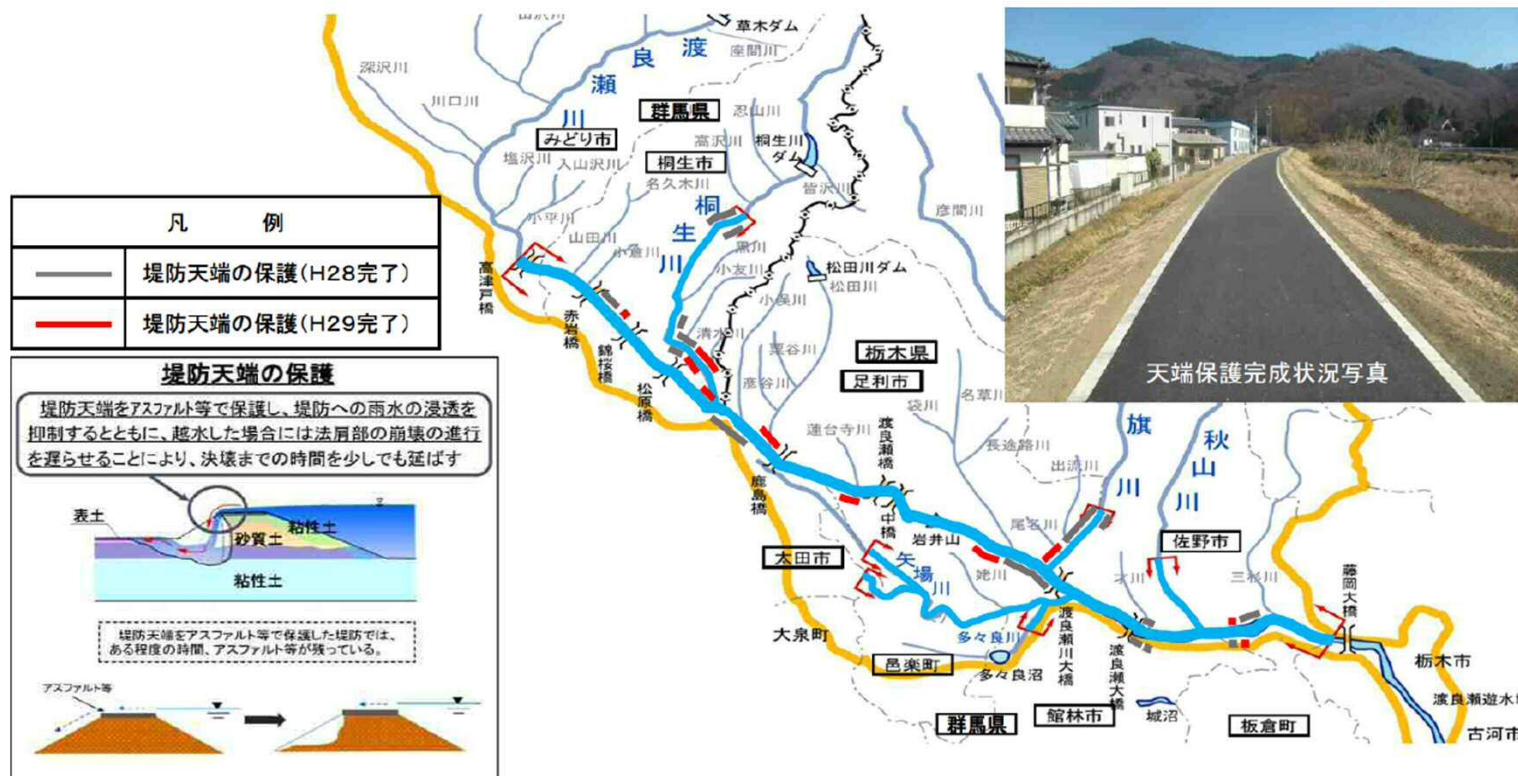 凡 例
堤防天端の保護(H28完了)
堤防天端の保護(H29完了)
堤防天端の保護
堤防天端をアスファルト等で保護し、堤防への雨水の浸透を
抑制するとともに、越水した場合には法肩部の崩壊の進行
を遅らせることにより、決壊までの時間を少しでも延ばす
表土
粘性土
砂質土
粘性土
堤防天端をアスファルト等で保護した堤防では、
ある程度の時間、アスファルト等が残っている。
アスファルト等
天端保護完成状況写真
草木ダム
座間川
渡良瀬川
深沢川
川口川
群馬県
忍山川
みどり市
高沢川
桐生川
ダム
塩沢川
入山沢川
桐生市
名久木川
皆沢川
彦間川
桐生川
小平川
山田川
小倉川
黒川
小友川
松田川ダム
松田川
小俣川
高津戸橋
赤岩橋
錦桜橋
松原橋
清水川
粟谷川
彦谷川
栃木県
足利市
袋川
名草川
蓮台寺川
渡良瀬橋
長途路川
出流川
旗川
秋山川
鹿島橋
中橋
岩井山
尾名川
佐野市
太田市
矢場川
姥川
才川
三杉川
藤岡大橋
大泉町
多々良川
邑楽町
多々良沼
渡良瀬川大橋
渡良瀬大橋
栃木市
渡良瀬遊水
群馬県
館林市
城沼
板倉町
古河市